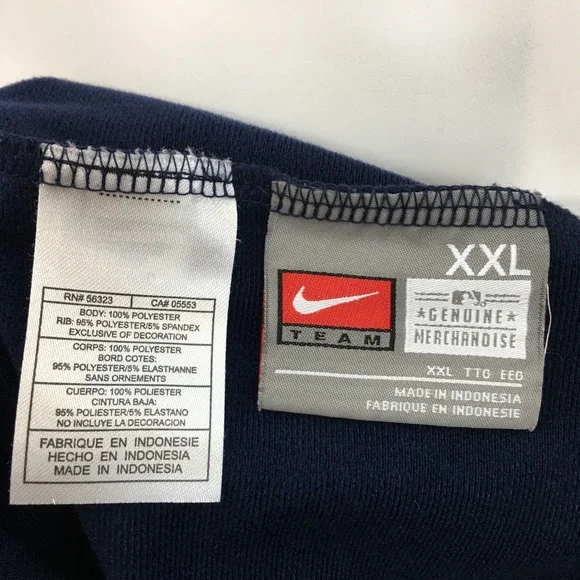 RN# 56323 CA# 05553
BODY: 100% POLYESTER
RIB: 95% POLYESTER/5% SPANDEX
EXCLUSIVE OF DECORATION
CORPS: 100% POLYESTER
BORD COTES:
95% POLYESTER/5% ELASTHANNE
SANS ORNEMENTS
CUERPO: 100% POLIESTER
CINTURA BAJA:
95% POLIESTER/5% ELASTANO
NO INCLUYE LA DECORACION
FABRIQUE EN INDONESIE
HECHO EN INDONESIA
MADE IN INDONESIA
XXL
TEAM
GENUINE
MERCHANDISE
XXL TTG EEG
MADE IN INDONESIA
FABRIQUE EN INDONESIA